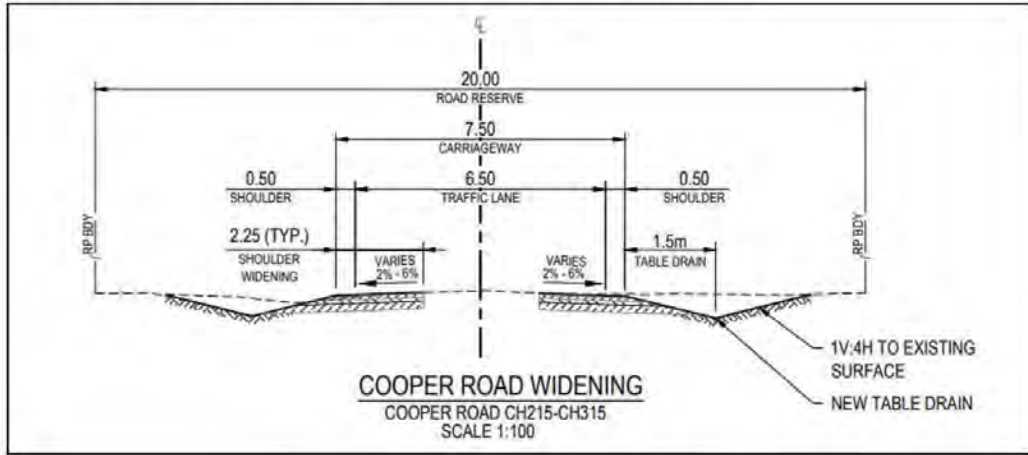 ℄
20.00
ROAD RESERVE
7.50
CARRIAGEWAY
0.50
SHOULDER
6.50
TRAFFIC LANE
0.50
SHOULDER
RP BDY
2.25 (TYP.)
SHOULDER
WIDENING
VARIES
2% - 6%
VARIES
2% - 6%
1.5m
TABLE DRAIN
RP BDY
1V:4H TO EXISTING
SURFACE
NEW TABLE DRAIN
COOPER ROAD WIDENING
COOPER ROAD CH215-CH315
SCALE 1:100